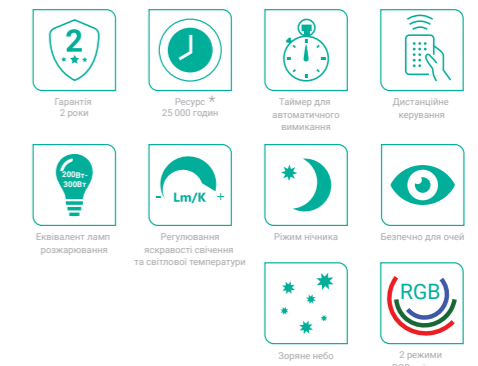 2
Гарантія
2 роки
Ресурс *
25 000 годин
Таймер для
автоматичного
вимикання
Дистанційне
керування
200Вт-
300Вт
Еквівалент ламп
розжарювання
- Lm/K +
Регулювання
яскравості свічення
та світлової температури
Ріжим нічника
Безпечно для очей
Зоряне небо
RGB
2 режими